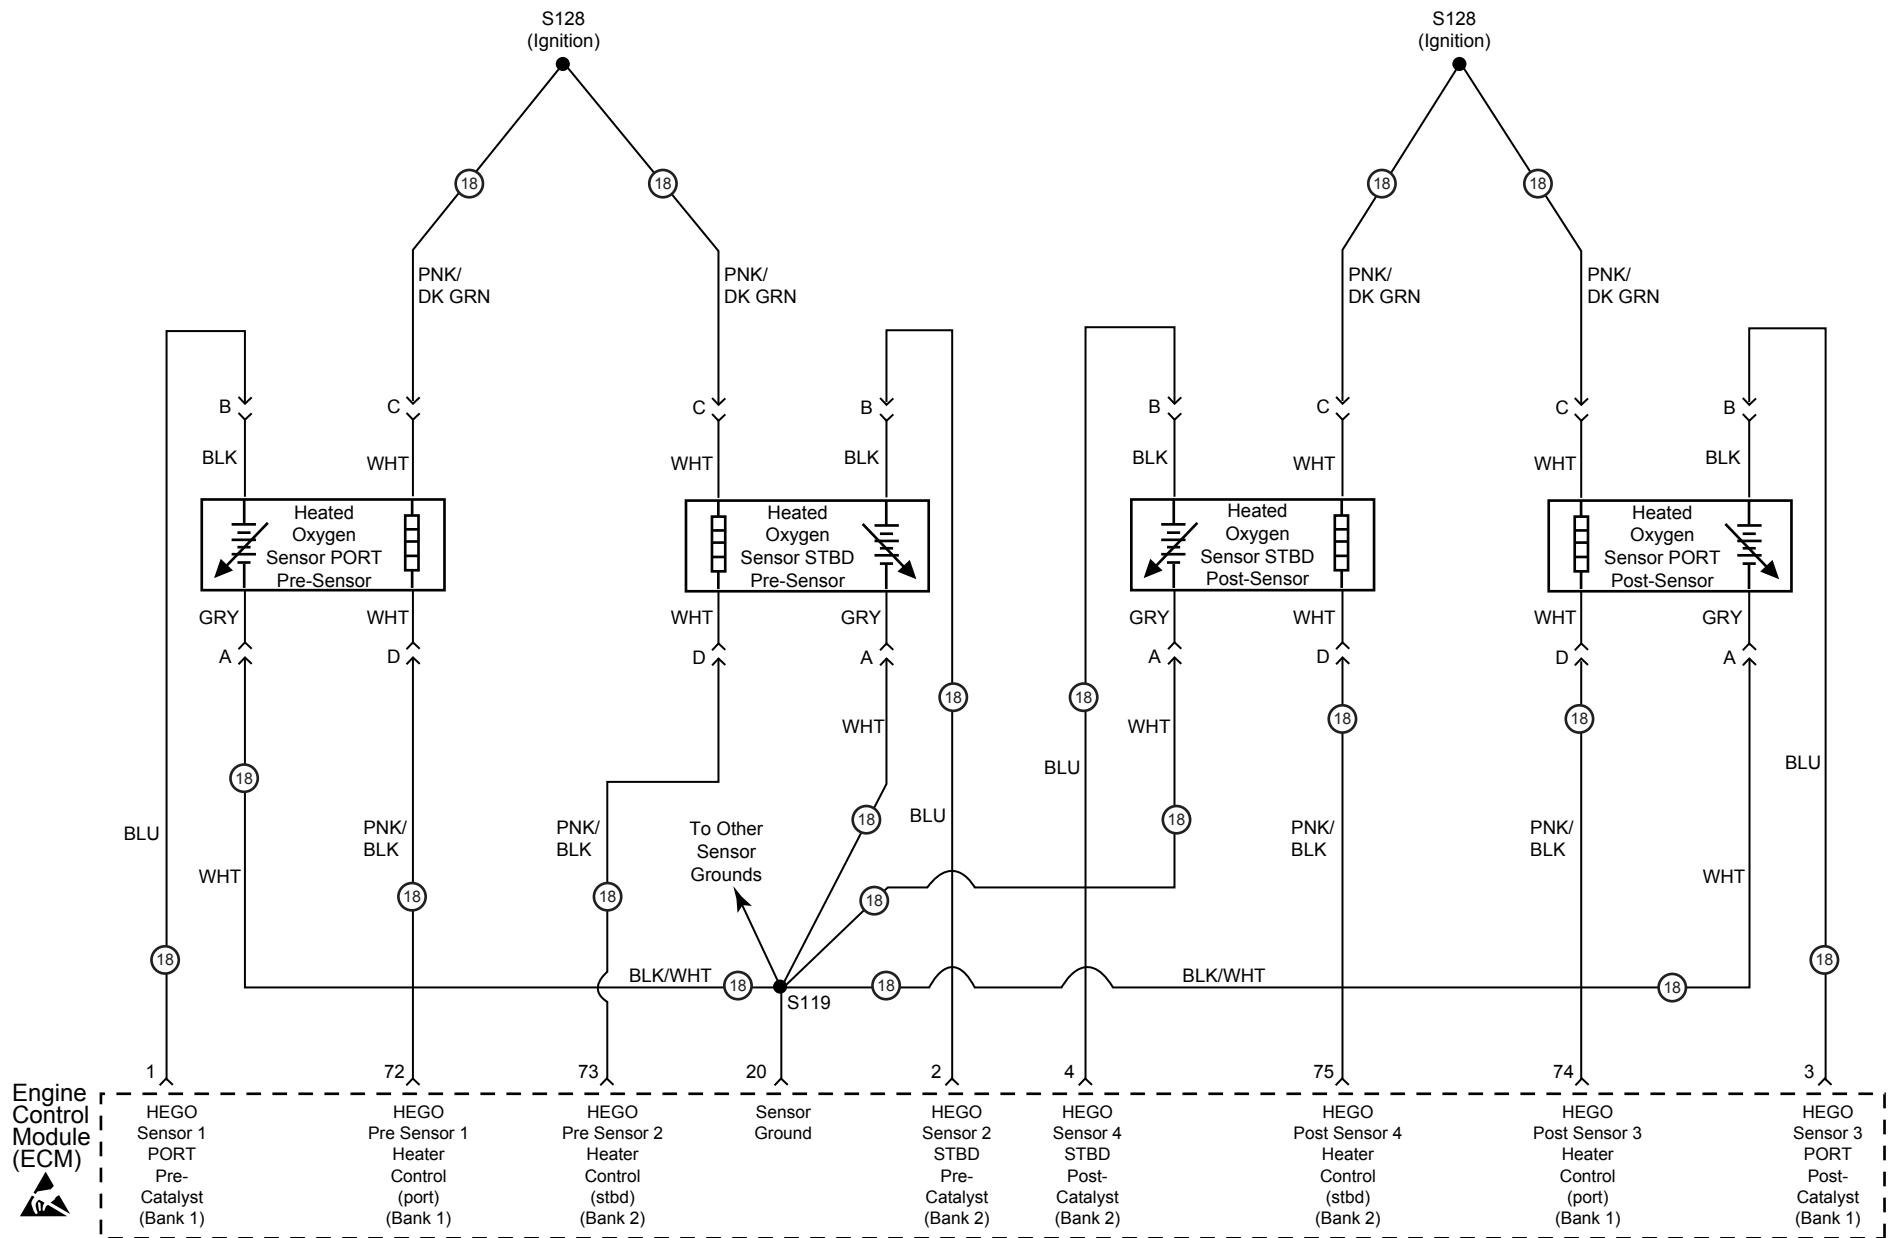 S128
(Ignition)
S128
(Ignition)
18
18
18
18
PNK/
DK GRN
PNK/
DK GRN
PNK/
DK GRN
PNK/
DK GRN
B
C
C
B
B
C
C
B
BLK
WHT
WHT
BLK
BLK
WHT
WHT
BLK
Heated
Oxygen
Sensor PORT
Pre-Sensor
Heated
Oxygen
Sensor STBD
Pre-Sensor
Heated
Oxygen
Sensor STBD
Post-Sensor
Heated
Oxygen
Sensor PORT
Post-Sensor
GRY
WHT
WHT
GRY
GRY
WHT
WHT
GRY
A
D
D
A
A
D
D
A
18
18
18
18
WHT
WHT
BLU
BLU
18
18
18
BLU
PNK/
BLK
PNK/
BLK
To Other
Sensor
Grounds
BLU
PNK/
BLK
PNK/
BLK
WHT
WHT
18
18
18
18
18
BLK/WHT
18
18
BLK/WHT
18
S119
1
72
73
20
2
4
75
74
3
Engine
Control
Module
(ECM)
HEGO
Sensor 1
PORT
Pre-
Catalyst
(Bank 1)
HEGO
Pre Sensor 1
Heater
Control
(port)
(Bank 1)
HEGO
Pre Sensor 2
Heater
Control
(stbd)
(Bank 2)
Sensor
Ground
HEGO
Sensor 2
STBD
Pre-
Catalyst
(Bank 2)
HEGO
Sensor 4
STBD
Post-
Catalyst
(Bank 2)
HEGO
Post Sensor 4
Heater
Control
(stbd)
(Bank 2)
HEGO
Post Sensor 3
Heater
Control
(port)
(Bank 1)
HEGO
Sensor 3
PORT
Post-
Catalyst
(Bank 1)